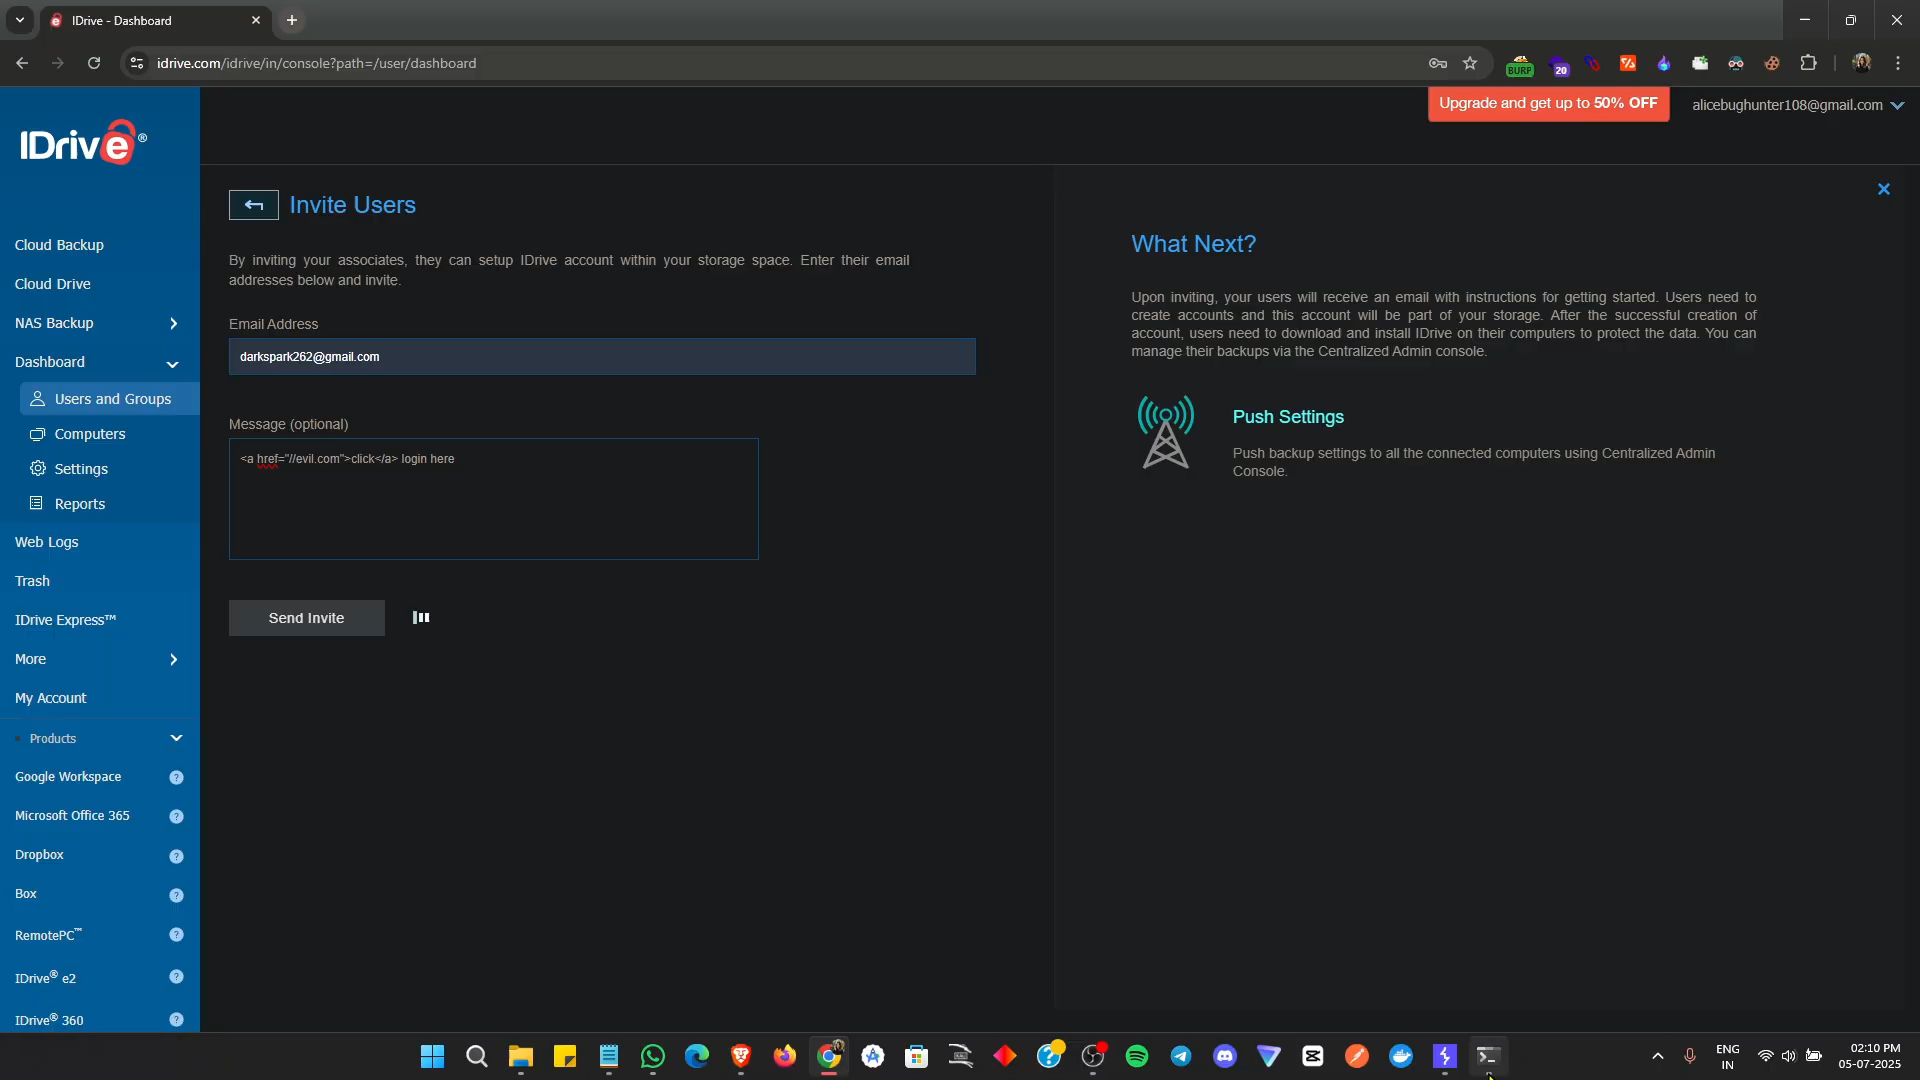 IDrive - Dashboard
idrive.com/idrive/in/console?path=/user/dashboard
BURP
20
Upgrade and get up to 50% OFF
alicebughunter108@gmail.com
IDrive®
Cloud Backup
Cloud Drive
NAS Backup
Dashboard
Users and Groups
Computers
Settings
Reports
Web Logs
Trash
IDrive Express™
More
My Account
Products
Google Workspace ?
Microsoft Office 365 ?
Dropbox ?
Box ?
RemotePC™ ?
IDrive® e2 ?
IDrive® 360 ?
Invite Users
By inviting your associates, they can setup IDrive account within your storage space. Enter their email
addresses below and invite.
Email Address
darkspark262@gmail.com
Message (optional)
<a href="//evil.com">click</a> login here
Send Invite
What Next?
Upon inviting, your users will receive an email with instructions for getting started. Users need to
create accounts and this account will be part of your storage. After the successful creation of
account, users need to download and install IDrive on their computers to protect the data. You can
manage their backups via the Centralized Admin console.
Push Settings
Push backup settings to all the connected computers using Centralized Admin
Console.
ENG
IN
02:10 PM
05-07-2025